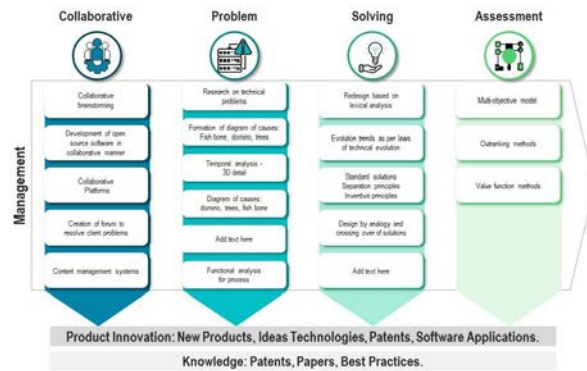 Collaborative
Problem
Solving
Assessment
Management
Collaborative
brainstorming
Development of open
source software in
collaborative manner
Collaborative
Platforms
Creation of forum to
resolve client problems
Content management systems
Research on technical
problems
Formation of diagram of causes:
Fish bone, domino, trees
Temporal analysis -
3D detail
Diagram of causes:
domino, trees, fish bone
Add text here
Functional analysis
for process
Redesign based on
lexical analysis
Evolution trends as per laws
of technical evolution
Standard solutions
Separation principles
Inventive principles
Design by analogy and
crossing over of solutions
Add text here
Multi-objective model
Outranking methods
Value function methods
Product Innovation: New Products, Ideas Technologies, Patents, Software Applications.
Knowledge: Patents, Papers, Best Practices.